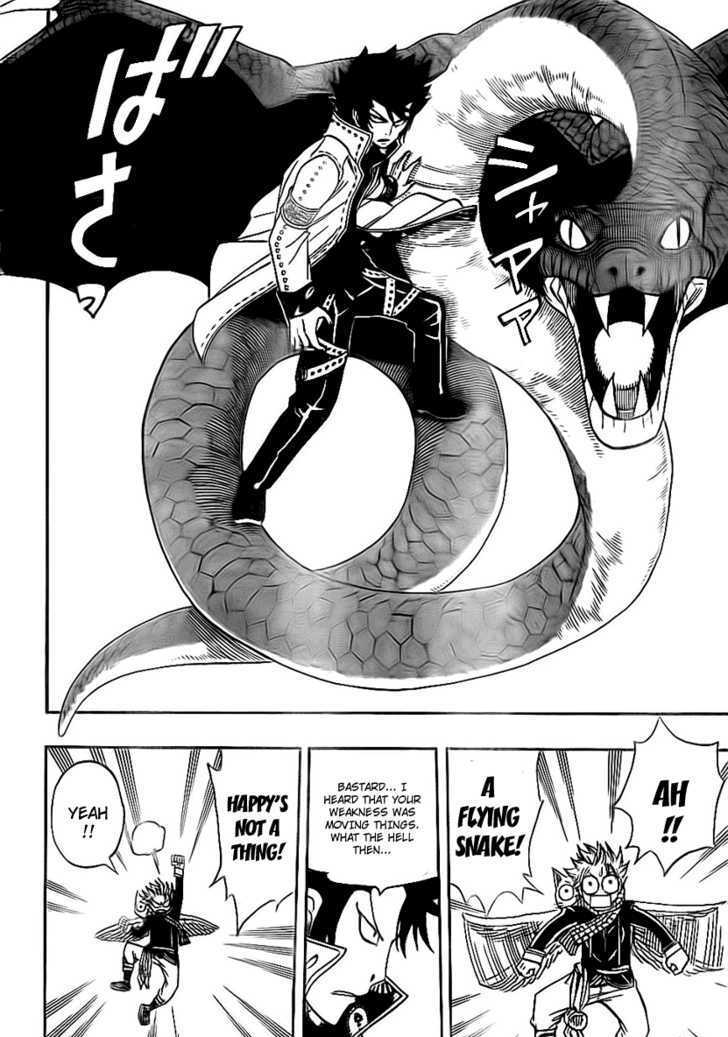 ばさっ
シャアア
AH
!!
A
FLYING
SNAKE!
BASTARD... I
HEARD THAT YOUR
WEAKNESS WAS
MOVING THINGS.
WHAT THE HELL
THEN...
HAPPY'S
NOT A
THING!
YEAH
!!